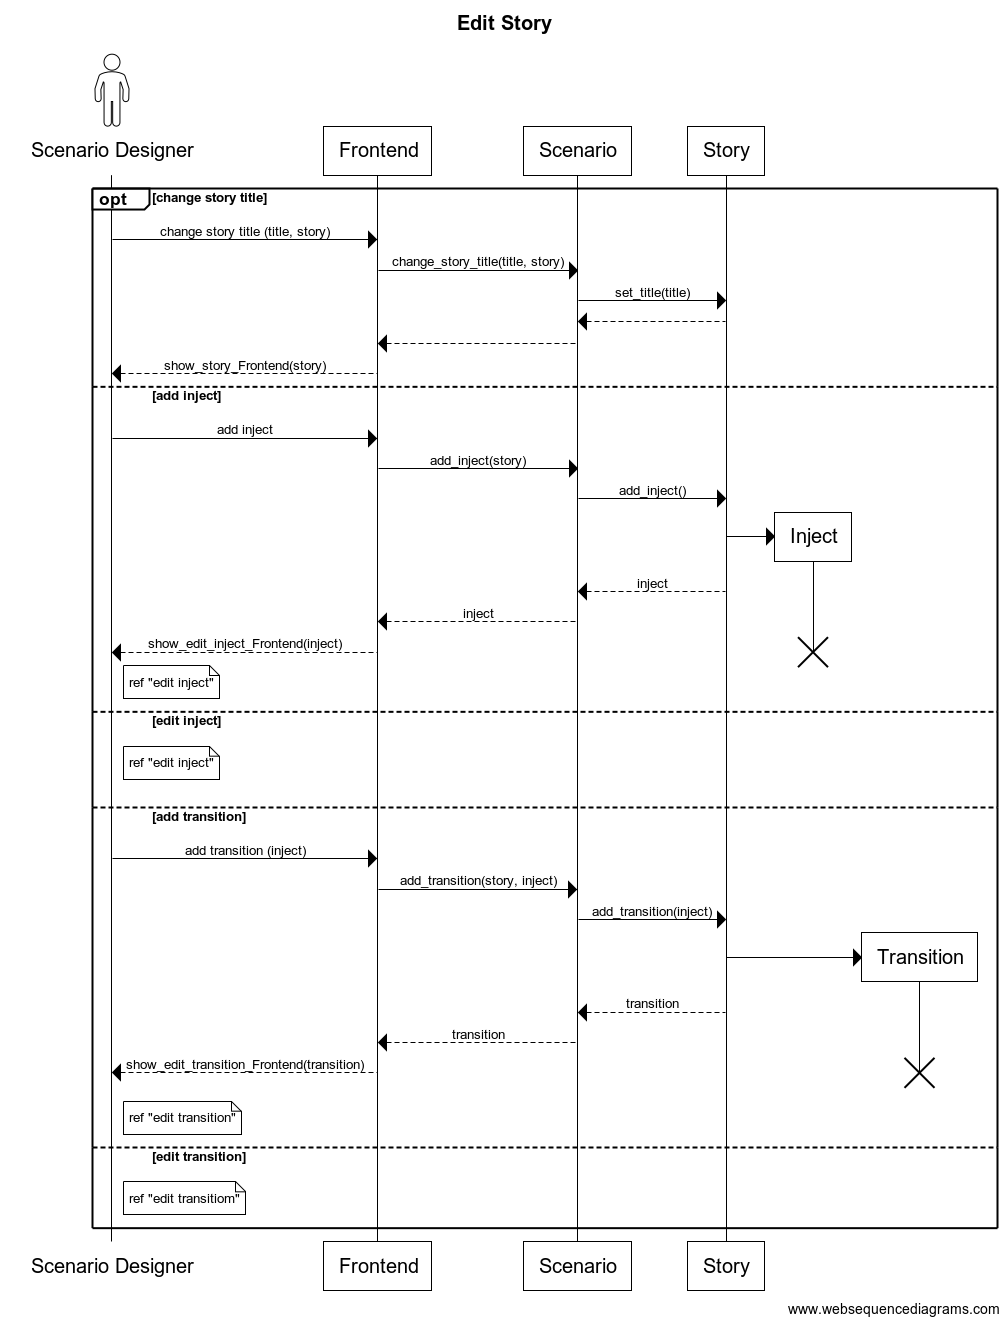 Edit Story
Scenario Designer
Frontend
Scenario
Story
opt
[change story title]
change story title (title, story)
change_story_title(title, story)
set_title(title)
show_story_Frontend(story)
[add inject]
add inject
add_inject(story)
add_inject()
Inject
inject
inject
show_edit_inject_Frontend(inject)
ref "edit inject"
[edit inject]
ref "edit inject"
[add transition]
add transition (inject)
add_transition(story, inject)
add_transition(inject)
Transition
transition
transition
show_edit_transition_Frontend(transition)
ref "edit transition"
[edit transition]
ref "edit transitiom"
Scenario Designer
Frontend
Scenario
Story
www.websequencediagrams.com